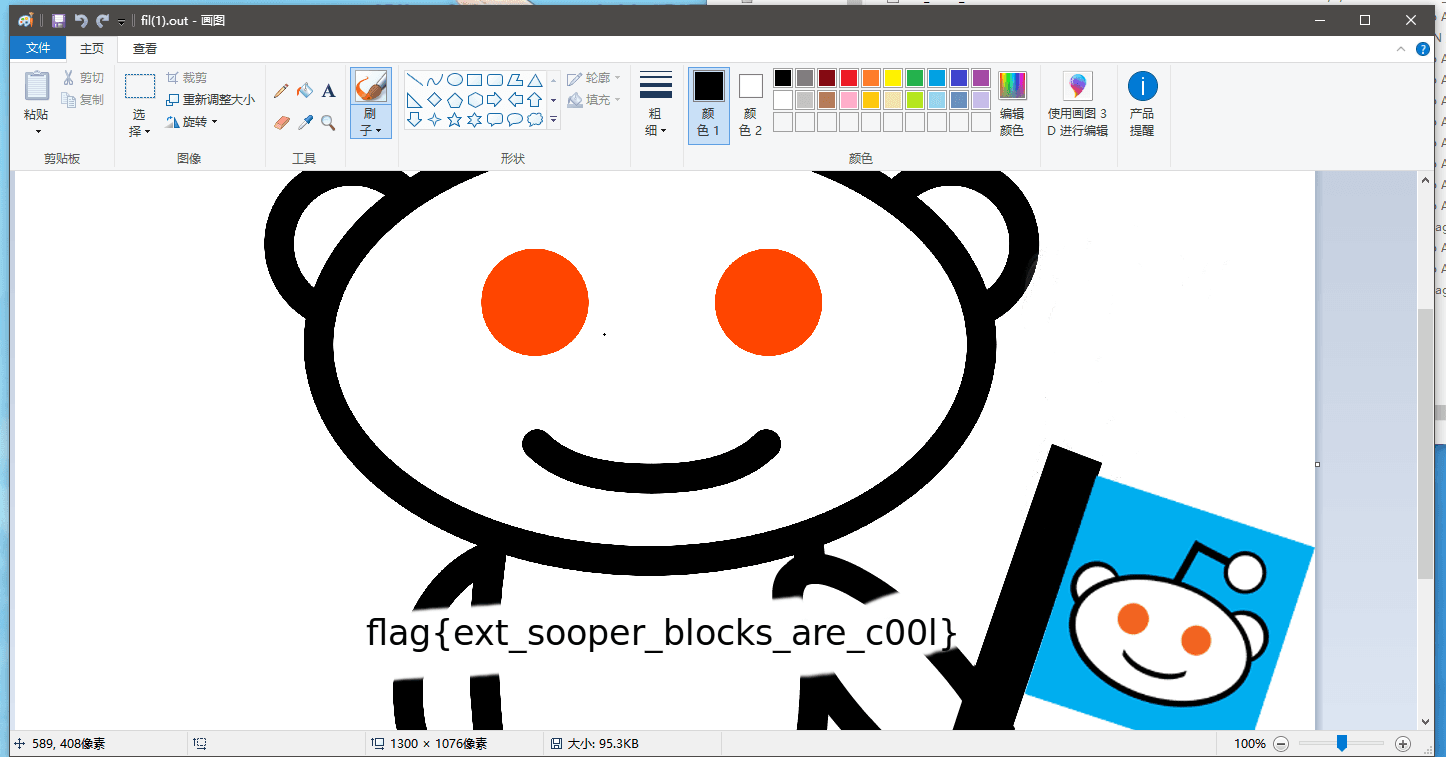 fil(1).out - 画图
文件 主页 查看
粘贴
剪切
复制
剪贴板
选择
裁剪
重新调整大小
旋转
图像
A
工具
刷子
轮廓
填充
形状
粗细
颜色 1
颜色 2
编辑颜色
颜色
使用画图 3D 进行编辑
产品提醒
flag{ext_sooper_blocks_are_c00l}
589, 408像素 1300 × 1076像素 大小: 95.3KB 100%